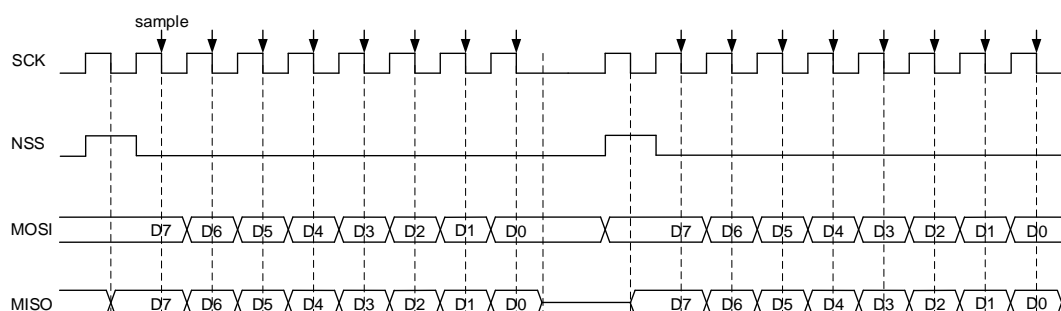 sample
SCK
NSS
MOSI D7 D6 D5 D4 D3 D2 D1 D0 D7 D6 D5 D4 D3 D2 D1 D0
MISO D7 D6 D5 D4 D3 D2 D1 D0 D7 D6 D5 D4 D3 D2 D1 D0